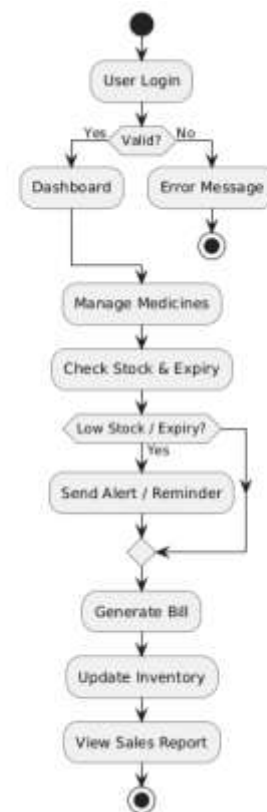 User Login
Yes
Valid?
No
Dashboard
Error Message
Manage Medicines
Check Stock & Expiry
Low Stock / Expiry?
Yes
Send Alert / Reminder
Generate Bill
Update Inventory
View Sales Report